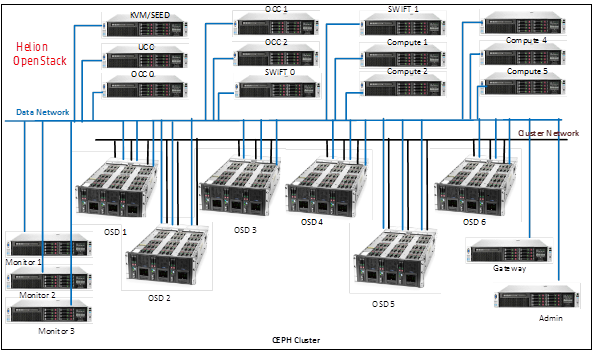 KVM/SEED
OCC 1
SWIFT 1
Helion
OpenStack
UCO
OCC 2
Compute 1
Compute 4
OCC 0
SWIFT 0
Compute 2
Compute 5
Data Network
Cluster Network
OSD 1
OSD 3
OSD 4
OSD 6
Monitor 1
Gateway
Monitor 2
OSD 2
OSD 5
Monitor 3
Admin
CEPH Cluster